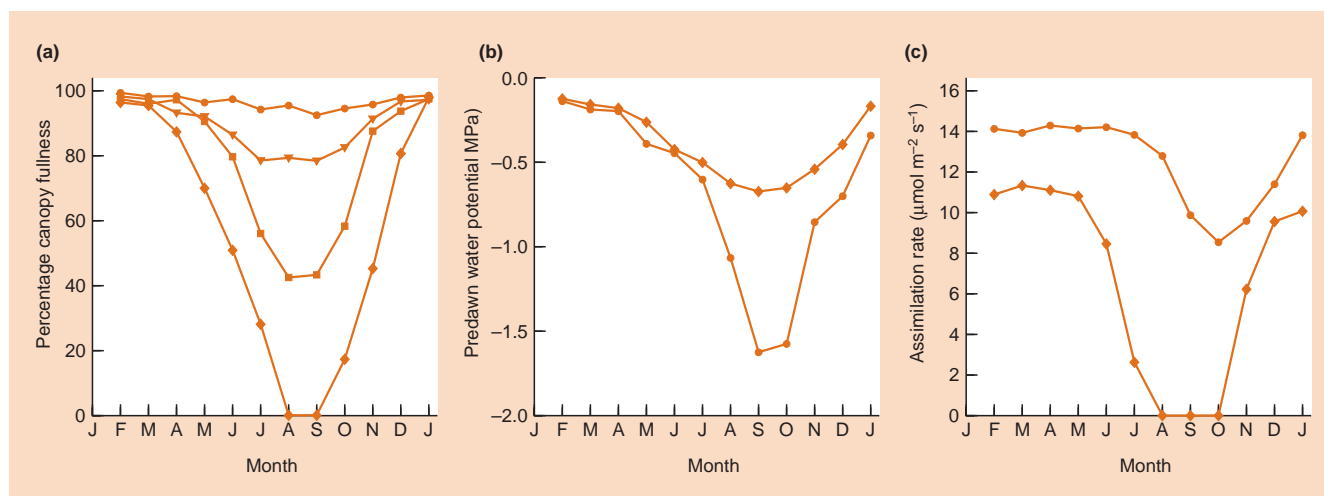 (a)
Percentage canopy fullness
100
80
60
40
20
0
J F M A M J J A S O N D J
Month
(b)
Predawn water potential MPa)
0.0
–0.5
–1.0
–1.5
–2.0
J F M A M J J A S O N D J
Month
(c)
Assimilation rate (μmol m⁻² s⁻¹)
16
14
12
10
8
6
4
2
0
J F M A M J J A S O N D J
Month